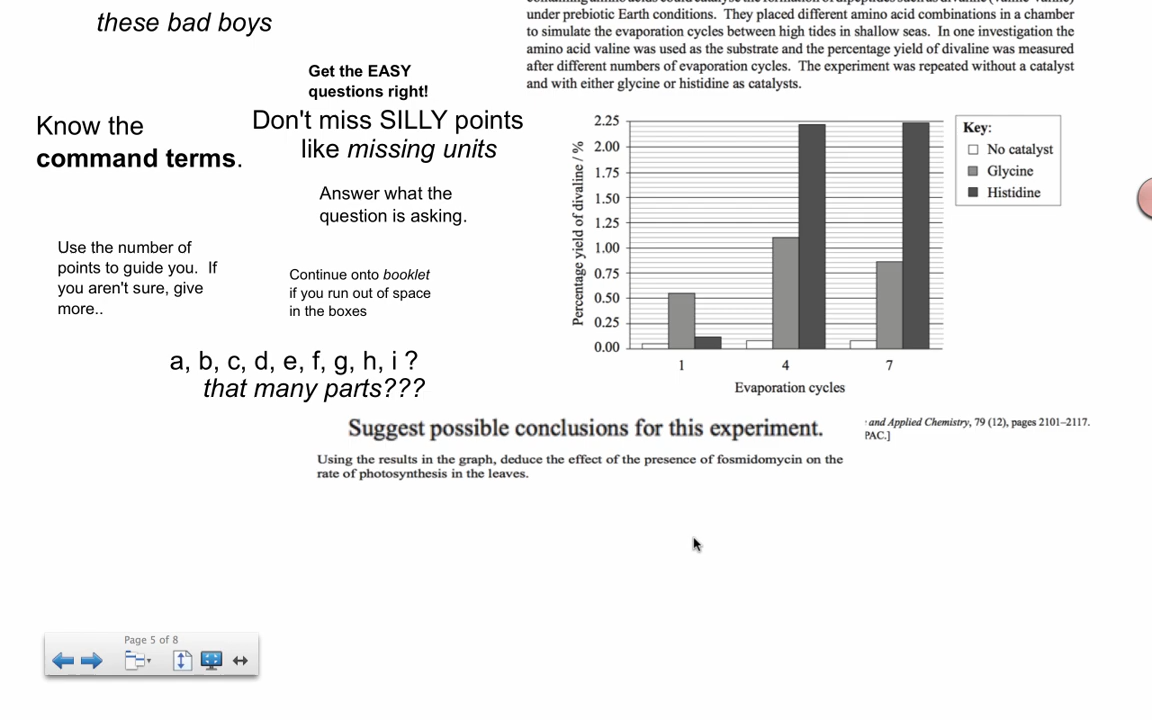 these bad boys
Get the EASY
questions right!
Know the
command terms.
Don't miss SILLY points
like missing units
Answer what the
question is asking.
Use the number of
points to guide you. If
you aren't sure, give
more..
Continue onto booklet
if you run out of space
in the boxes
a, b, c, d, e, f, g, h, i ?
that many parts???
under prebiotic Earth conditions. They placed different amino acid combinations in a chamber
to simulate the evaporation cycles between high tides in shallow seas. In one investigation the
amino acid valine was used as the substrate and the percentage yield of divaline was measured
after different numbers of evaporation cycles. The experiment was repeated without a catalyst
and with either glycine or histidine as catalysts.
Percentage yield of divaline / %
2.25
2.00
1.75
1.50
1.25
1.00
0.75
0.50
0.25
0.00
1 4 7
Evaporation cycles
Key:
No catalyst
Glycine
Histidine
and Applied Chemistry, 79 (12), pages 2101–2117.
PAC.]
Suggest possible conclusions for this experiment.
Using the results in the graph, deduce the effect of the presence of fosmidomycin on the
rate of photosynthesis in the leaves.
Page 5 of 8